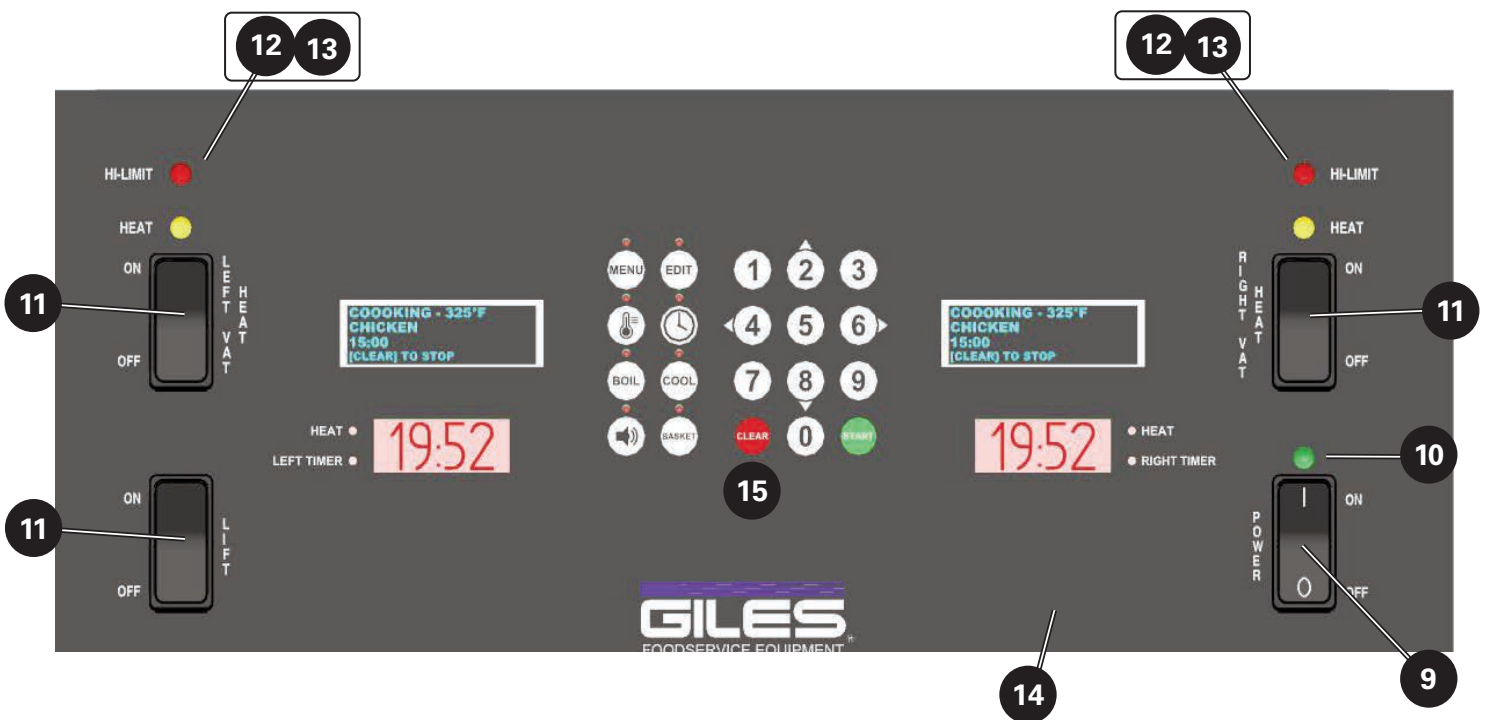 12 13
12 13
HI-LIMIT
HI-LIMIT
HEAT
HEAT
ON
LEFT VAT
HEAT
OFF
11
MENU EDIT 1 2 3
4 5 6
BOIL COOL 7 8 9
BASKET CLEAR 0 START
COOOKING - 325°F
CHICKEN
15:00
[CLEAR] TO STOP
COOOKING - 325°F
CHICKEN
15:00
[CLEAR] TO STOP
RIGHT VAT
HEAT
ON
OFF
11
HEAT
LEFT TIMER
19:52
19:52
HEAT
RIGHT TIMER
10
15
11
ON
LIFT
OFF
POWER
I
ON
O
OFF
GILES
FOODSERVICE EQUIPMENT
14
9